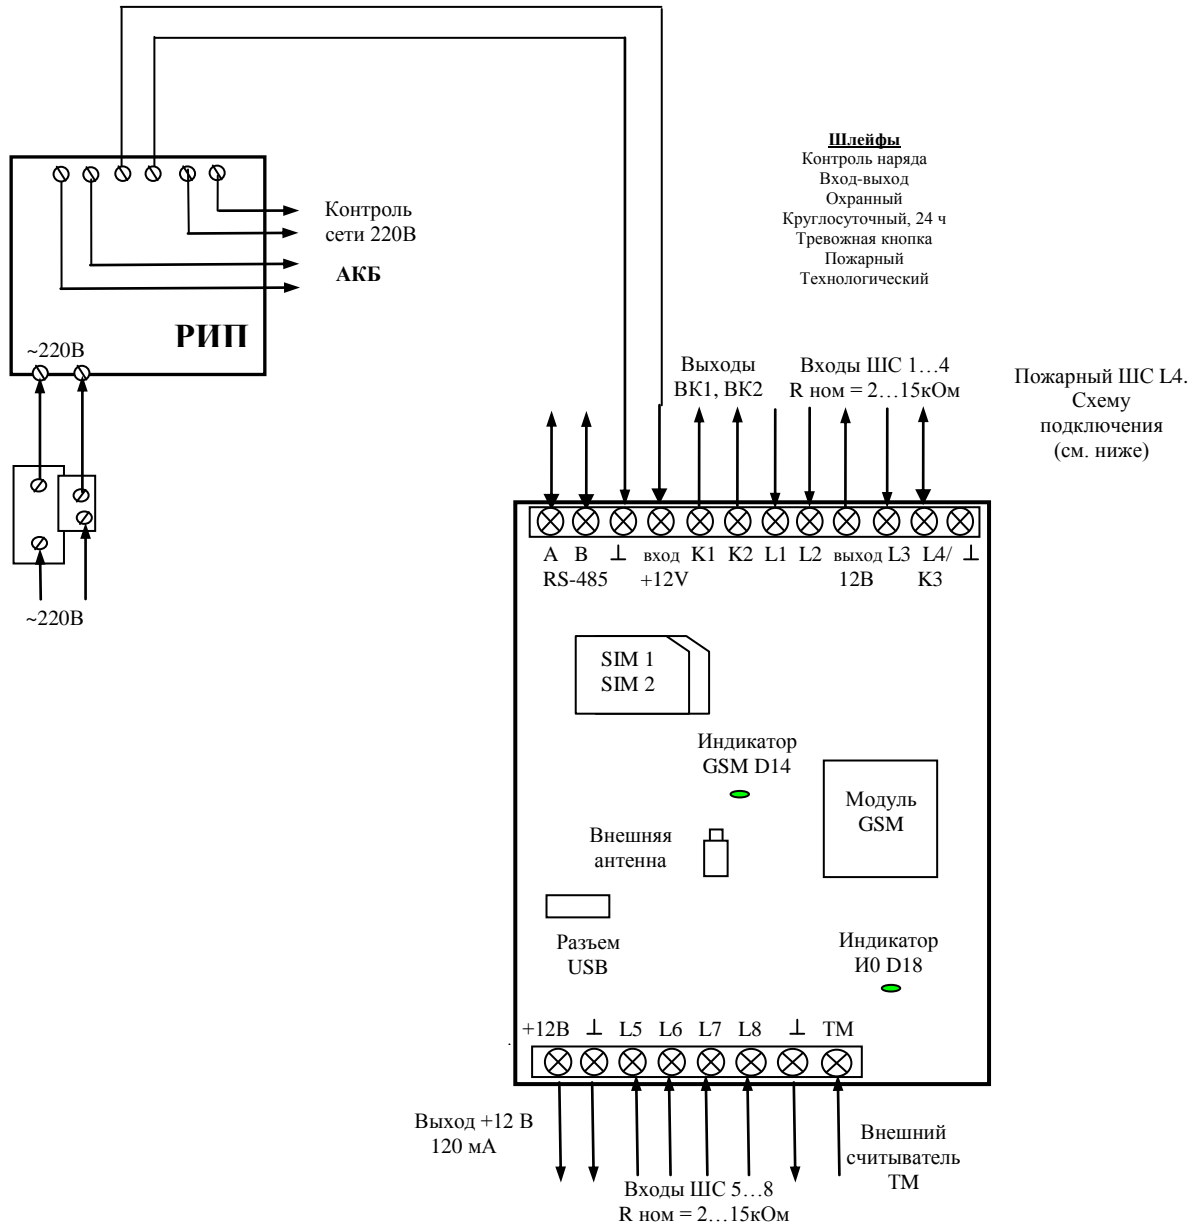 Шлейфы
Контроль наряда
Вход-выход
Охранный
Круглосуточный, 24 ч
Тревожная кнопка
Пожарный
Технологический
Контроль
сети 220В
АКБ
РИП
~220В
~220В
Выходы
ВК1, ВК2
Входы ШС 1…4
R ном = 2…15кОм
Пожарный ШС L4.
Схему
подключения
(см. ниже)
A B ⊥ вход K1 K2 L1 L2 выход L3 L4/ ⊥
RS-485 +12V 12В K3
SIM 1
SIM 2
Индикатор
GSM D14
Модуль
GSM
Внешняя
антенна
Разъем
USB
Индикатор
И0 D18
+12В ⊥ L5 L6 L7 L8 ⊥ ТМ
Выход +12 В
120 мА
Входы ШС 5…8
R ном = 2…15кОм
Внешний
считыватель
ТМ